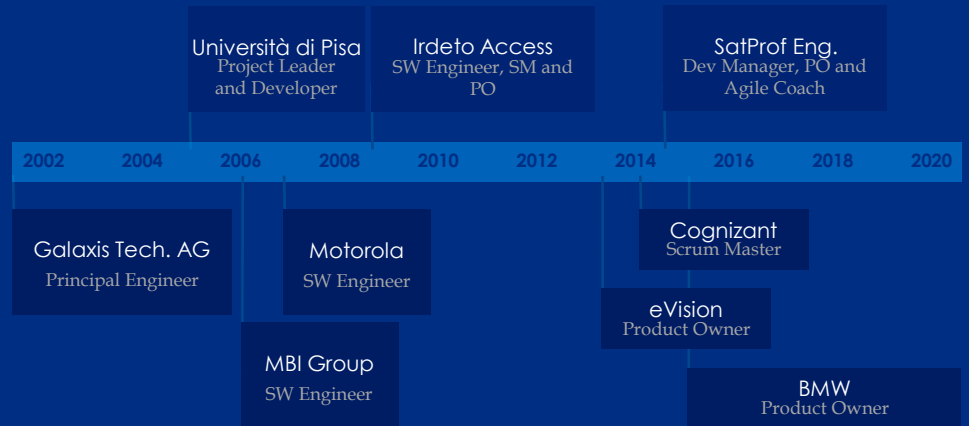 Università di Pisa
Project Leader
and Developer
Irdeto Access
SW Engineer, SM and
PO
SatProf Eng.
Dev Manager, PO and
Agile Coach
2002 2004 2006 2008 2010 2012 2014 2016 2018 2020
Galaxis Tech. AG
Principal Engineer
Motorola
SW Engineer
Cognizant
Scrum Master
eVision
Product Owner
MBI Group
SW Engineer
BMW
Product Owner